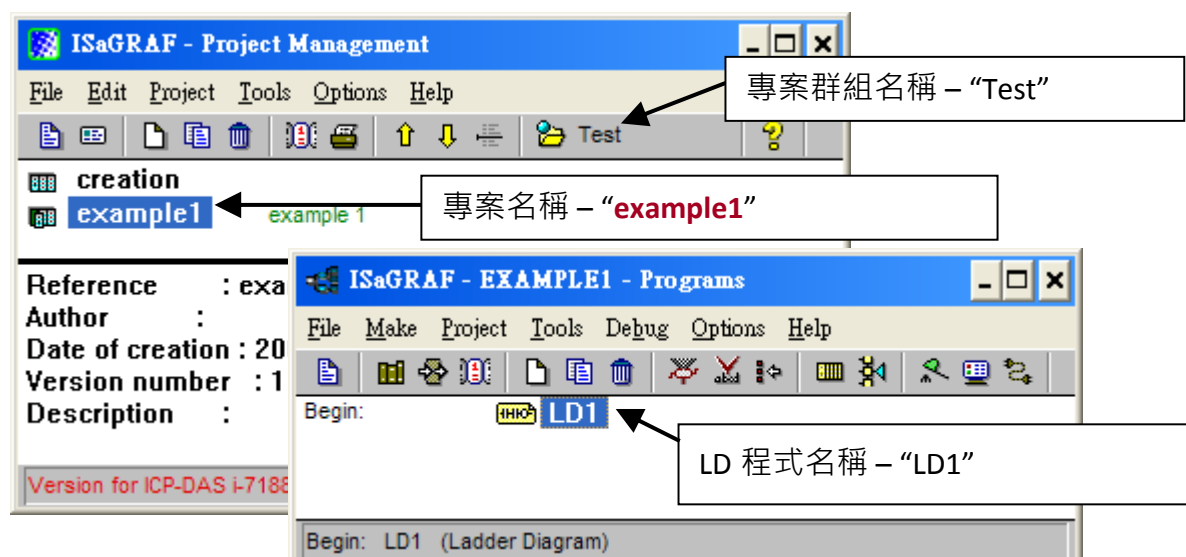 ISaGRAF - Project Management
File Edit Project Tools Options Help
Test
專案群組名稱 – “Test”
creation
example1 example 1
專案名稱 – “example1”
Reference : exa
Author :
Date of creation : 20
Version number : 1
Description :
Version for ICP-DAS i-7188
ISaGRAF - EXAMPLE1 - Programs
File Make Project Tools Debug Options Help
Begin: LD1
LD 程式名稱 – “LD1”
Begin: LD1 (Ladder Diagram)